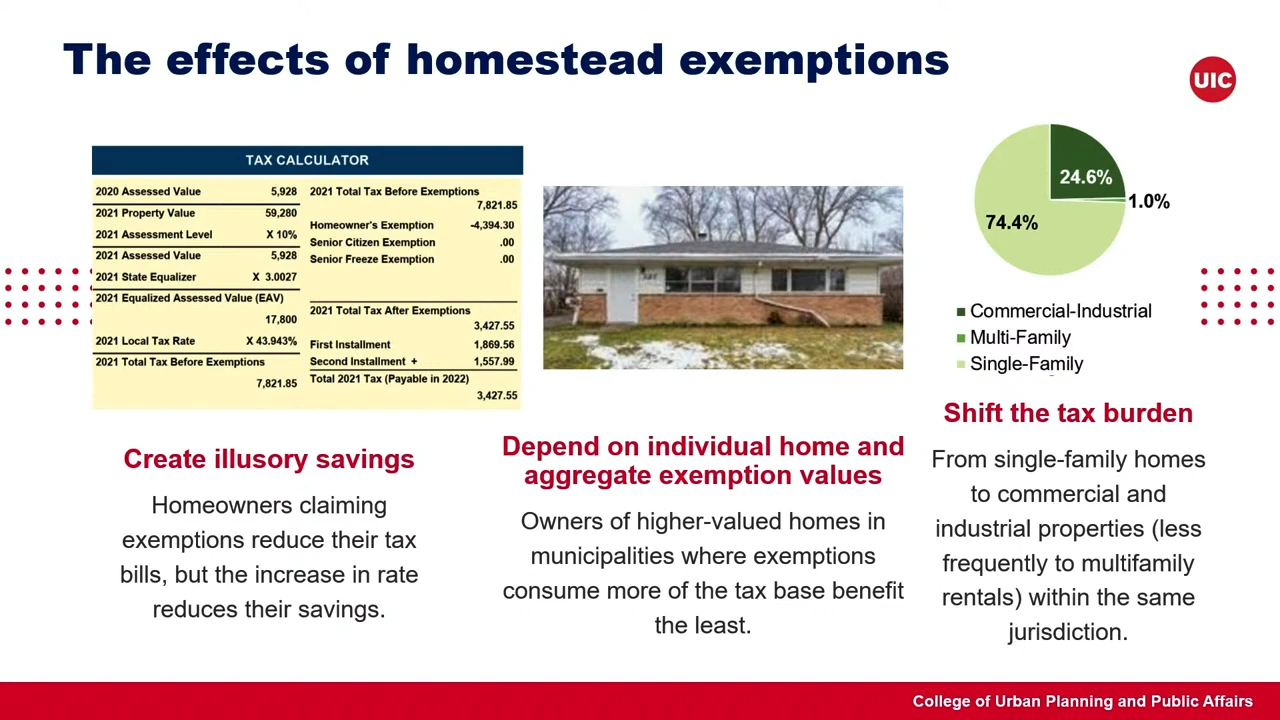 The effects of homestead exemptions
UIC
TAX CALCULATOR
2020 Assessed Value 5,928
2021 Property Value 59,280
2021 Assessment Level X 10%
2021 Assessed Value 5,928
2021 State Equalizer X 3.0027
2021 Equalized Assessed Value (EAV)
17,800
2021 Local Tax Rate X 43.943%
2021 Total Tax Before Exemptions
7,821.85
2021 Total Tax Before Exemptions
7,821.85
Homeowner's Exemption -4,394.30
Senior Citizen Exemption .00
Senior Freeze Exemption .00
2021 Total Tax After Exemptions
3,427.55
First Installment 1,869.56
Second Installment + 1,557.99
Total 2021 Tax (Payable in 2022)
3,427.55
Create illusory savings
Homeowners claiming
exemptions reduce their tax
bills, but the increase in rate
reduces their savings.
Depend on individual home and
aggregate exemption values
Owners of higher-valued homes in
municipalities where exemptions
consume more of the tax base benefit
the least.
24.6%
1.0%
74.4%
Commercial-Industrial
Multi-Family
Single-Family
Shift the tax burden
From single-family homes
to commercial and
industrial properties (less
frequently to multifamily
rentals) within the same
jurisdiction.
College of Urban Planning and Public Affairs